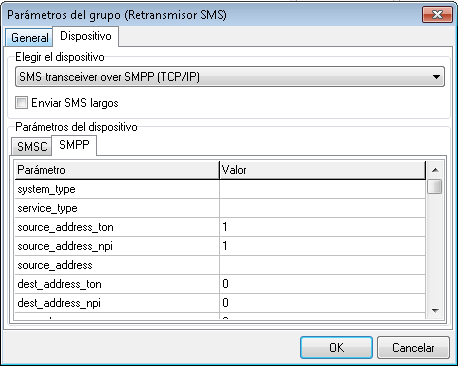 Parámetros del grupo (Retransmisor SMS)
General Dispositivo
Elegir el dispositivo
SMS transceiver over SMPP (TCP/IP)
Enviar SMS largos
Parámetros del dispositivo
SMSC SMPP
Parámetro Valor
system_type
service_type
source_address_ton 1
source_address_npi 1
source_address
dest_address_ton 0
dest_address_npi 0
OK Cancelar